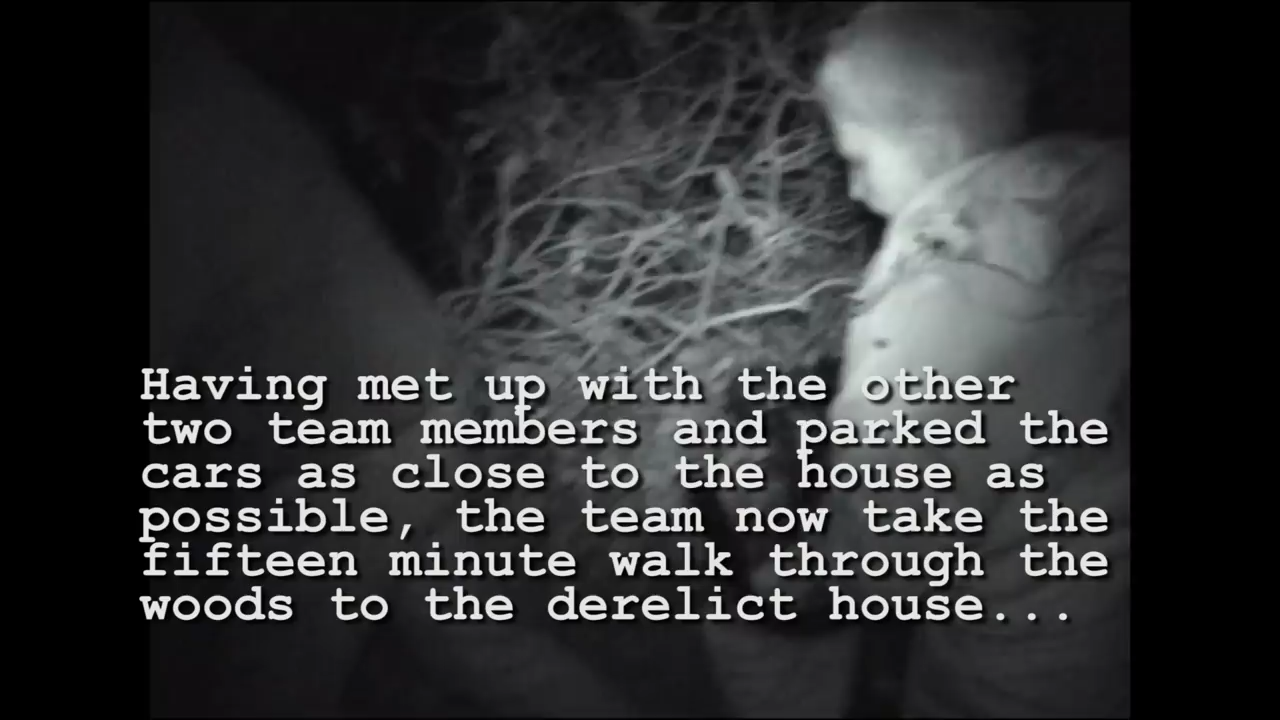 Having met up with the other
two team members and parked the
cars as close to the house as
possible, the team now take the
fifteen minute walk through the
woods to the derelict house...